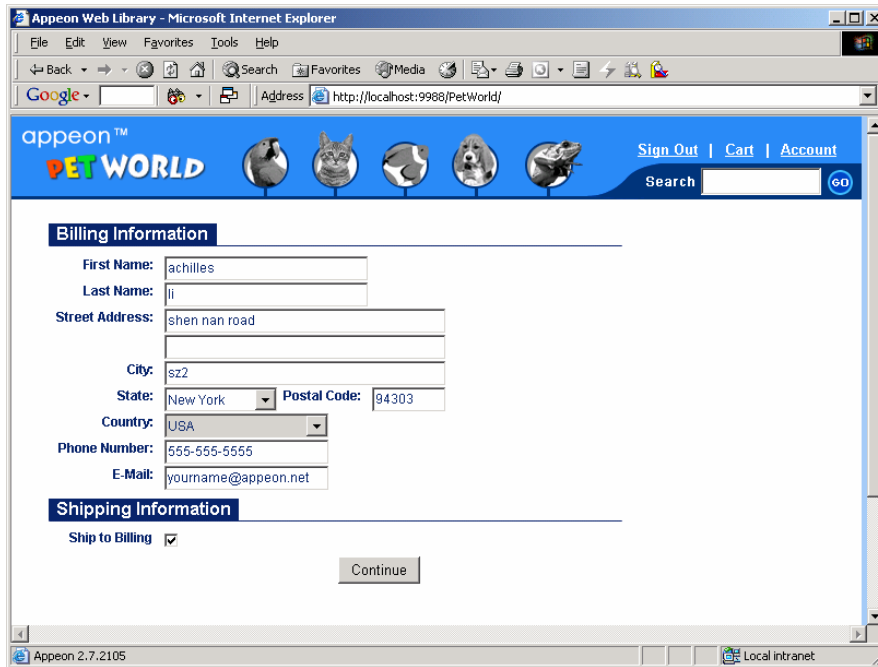 Appeon Web Library - Microsoft Internet Explorer
File Edit View Favorites Tools Help
Back Search Favorites Media
Google Address http://localhost:9988/PetWorld/
appeon™
PET WORLD
Sign Out | Cart | Account
Search GO
Billing Information
First Name: achilles
Last Name: li
Street Address: shen nan road
City: sz2
State: New York Postal Code: 94303
Country: USA
Phone Number: 555-555-5555
E-Mail: yourname@appeon.net
Shipping Information
Ship to Billing
Continue
Appeon 2.7.2105 Local intranet